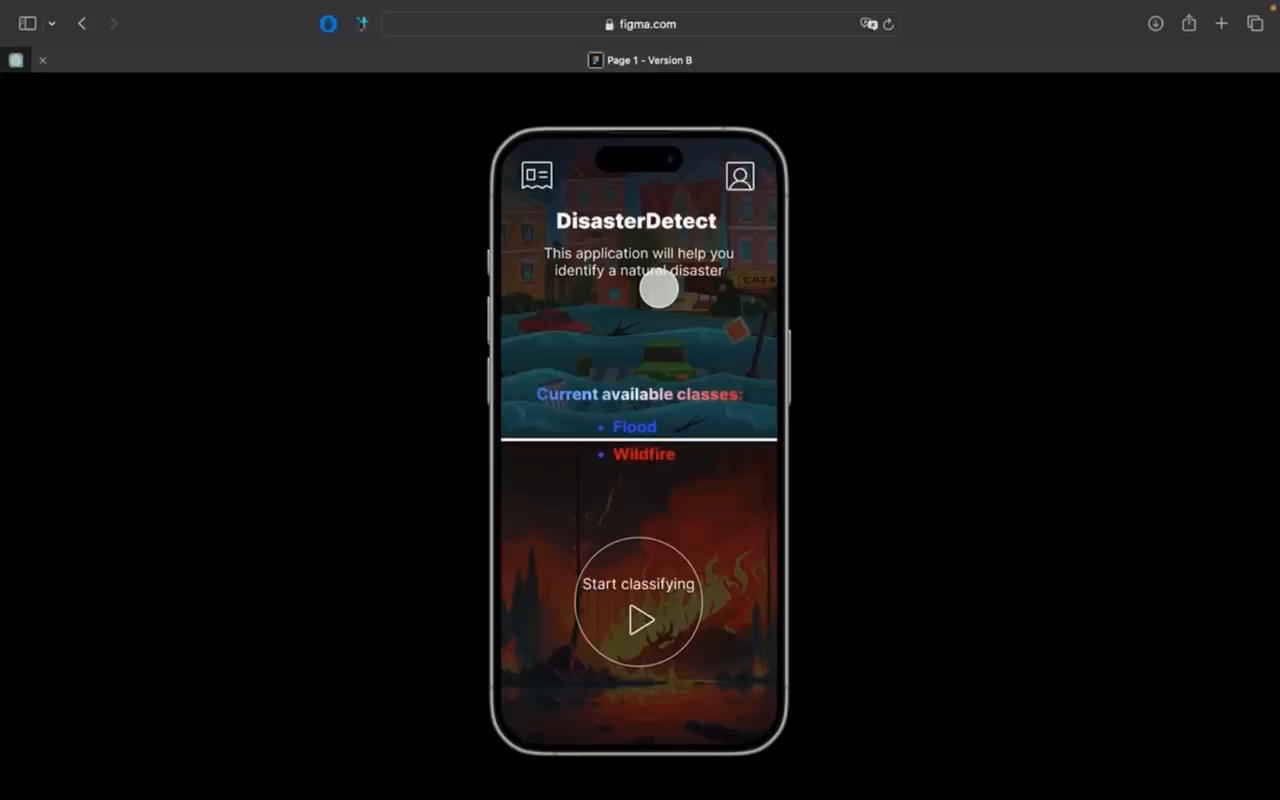 figma.com
Page 1 - Version B
DisasterDetect
This application will help you
identify a natural disaster
CAFE
Current available classes:
• Flood
• Wildfire
Start classifying